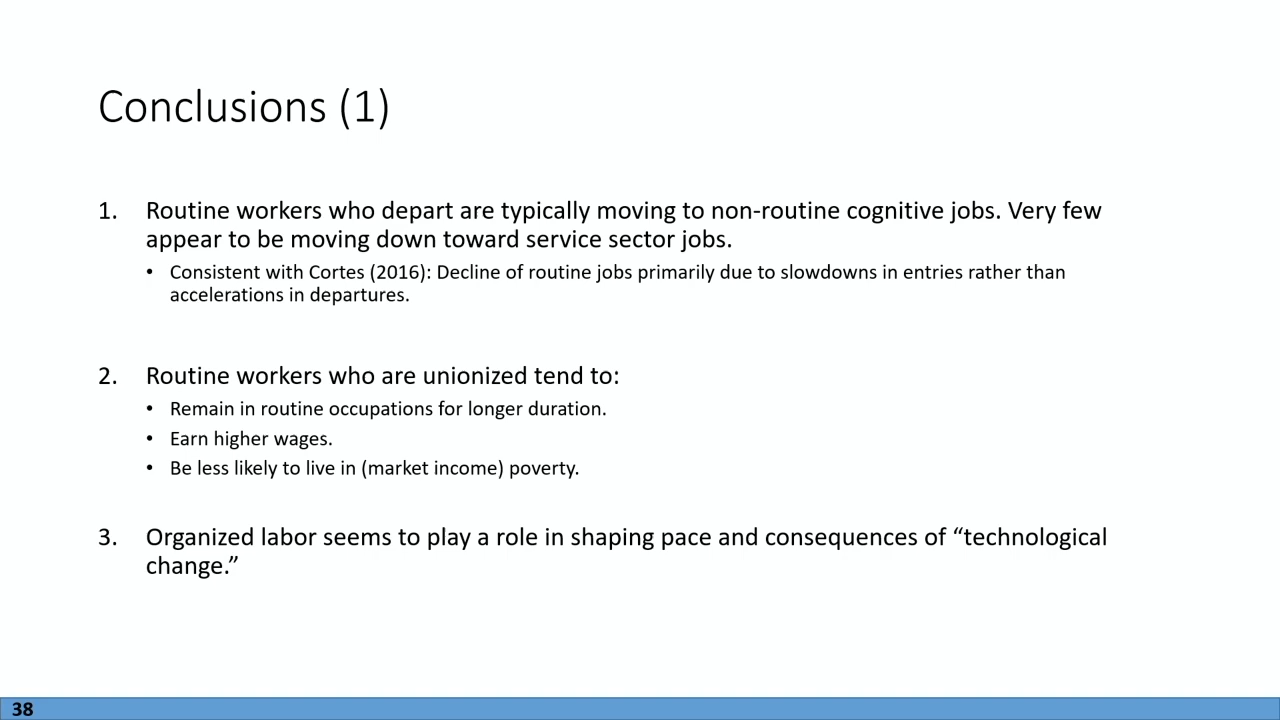 Conclusions (1)
1. Routine workers who depart are typically moving to non-routine cognitive jobs. Very few
appear to be moving down toward service sector jobs.
• Consistent with Cortes (2016): Decline of routine jobs primarily due to slowdowns in entries rather than
accelerations in departures.
2. Routine workers who are unionized tend to:
• Remain in routine occupations for longer duration.
• Earn higher wages.
• Be less likely to live in (market income) poverty.
3. Organized labor seems to play a role in shaping pace and consequences of “technological
change.”
38